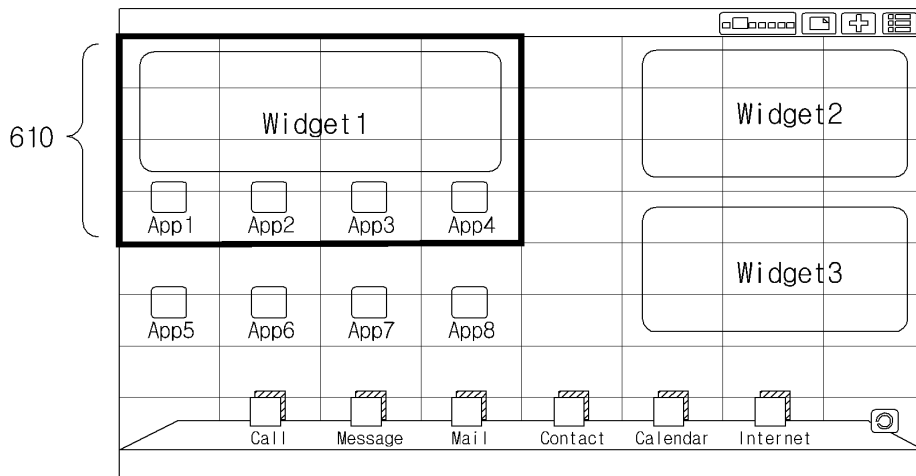 610
Widget1
Widget2
App1 App2 App3 App4
Widget3
App5 App6 App7 App8
Call Message Mail Contact Calendar Internet